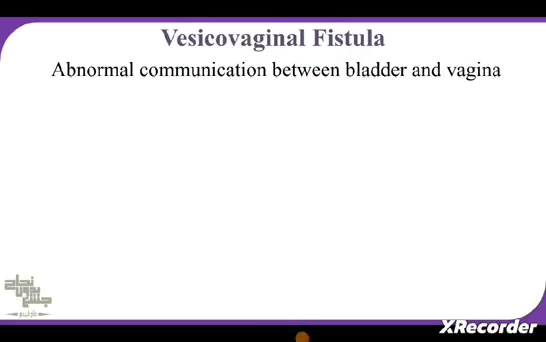 Vesicovaginal Fistula
Abnormal communication between bladder and vagina
XRecorder